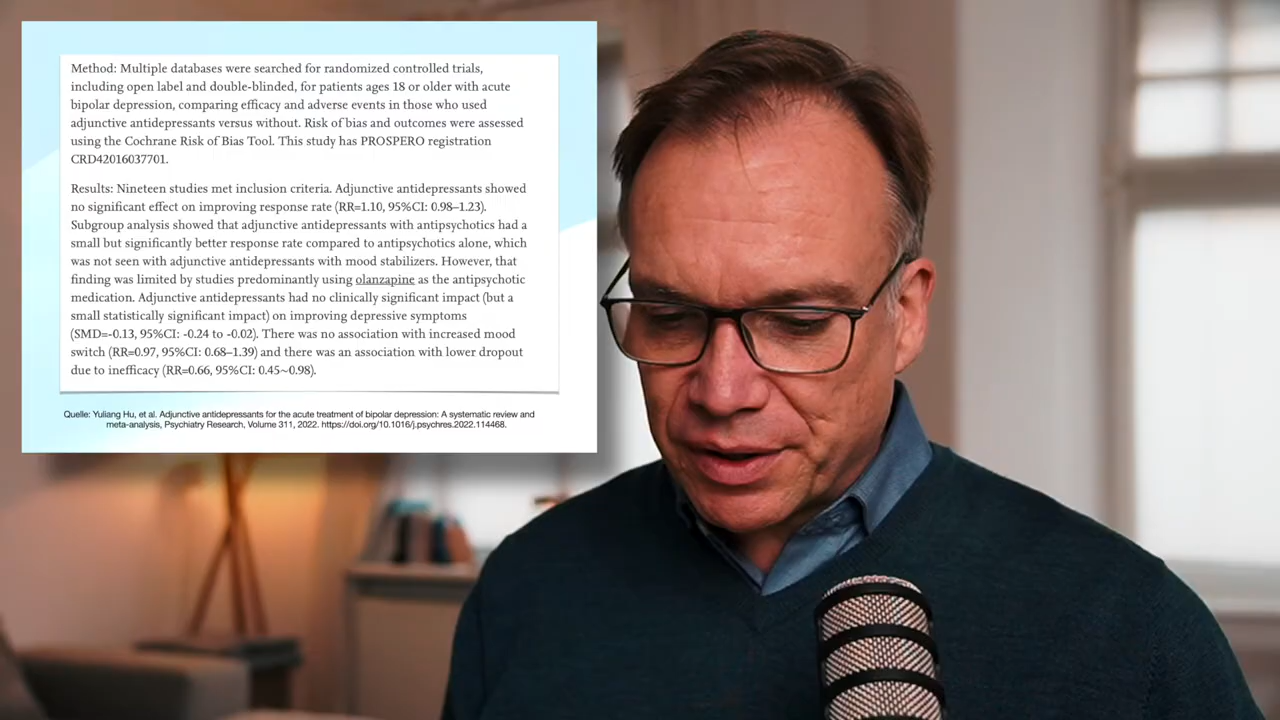 Method: Multiple databases were searched for randomized controlled trials,
including open label and double-blinded, for patients ages 18 or older with acute
bipolar depression, comparing efficacy and adverse events in those who used
adjunctive antidepressants versus without. Risk of bias and outcomes were assessed
using the Cochrane Risk of Bias Tool. This study has PROSPERO registration
CRD42016037701.
Results: Nineteen studies met inclusion criteria. Adjunctive antidepressants showed
no significant effect on improving response rate (RR=1.10, 95%CI: 0.98–1.23).
Subgroup analysis showed that adjunctive antidepressants with antipsychotics had a
small but significantly better response rate compared to antipsychotics alone, which
was not seen with adjunctive antidepressants with mood stabilizers. However, that
finding was limited by studies predominantly using olanzapine as the antipsychotic
medication. Adjunctive antidepressants had no clinically significant impact (but a
small statistically significant impact) on improving depressive symptoms
(SMD=-0.13, 95%CI: -0.24 to -0.02). There was no association with increased mood
switch (RR=0.97, 95%CI: 0.68–1.39) and there was an association with lower dropout
due to inefficacy (RR=0.66, 95%CI: 0.45~0.98).
Quelle: Yuliang Hu, et al. Adjunctive antidepressants for the acute treatment of bipolar depression: A systematic review and
meta-analysis, Psychiatry Research, Volume 311, 2022. https://doi.org/10.1016/j.psychres.2022.114468.